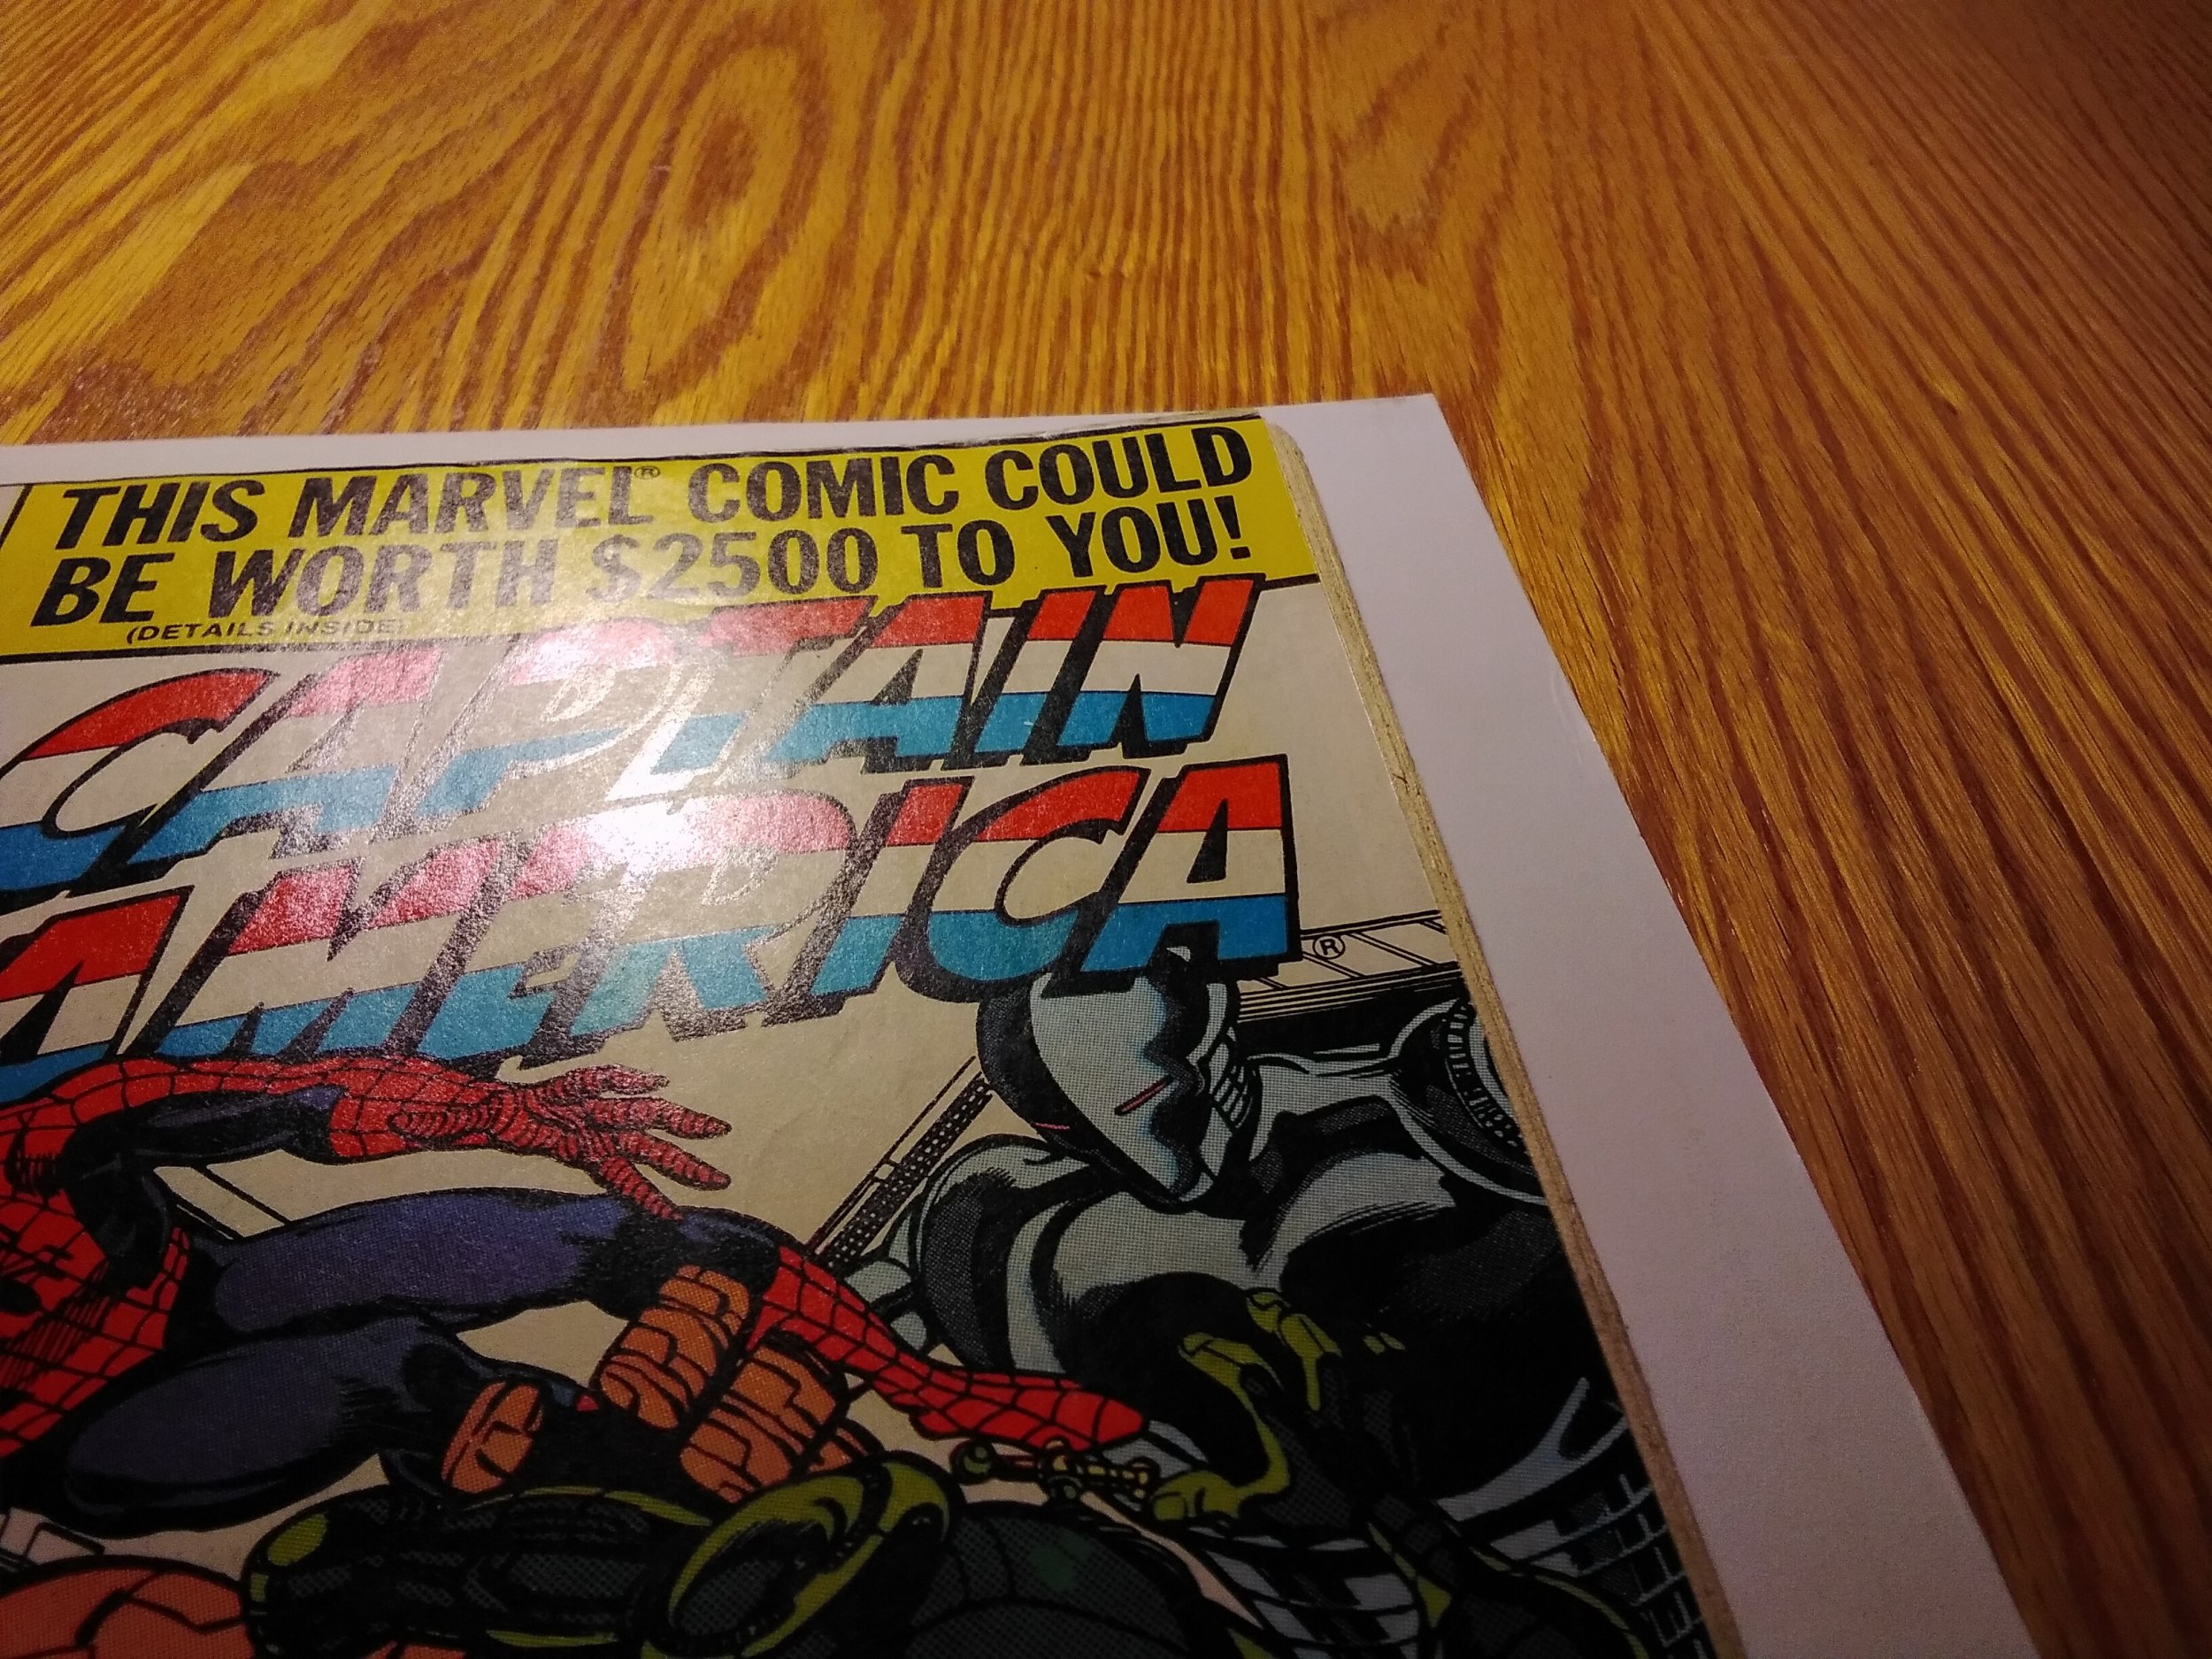 THIS MARVEL® COMIC COULD
BE WORTH $2500 TO YOU!
(DETAILS INSIDE)
CAPTAIN
AMERICA®